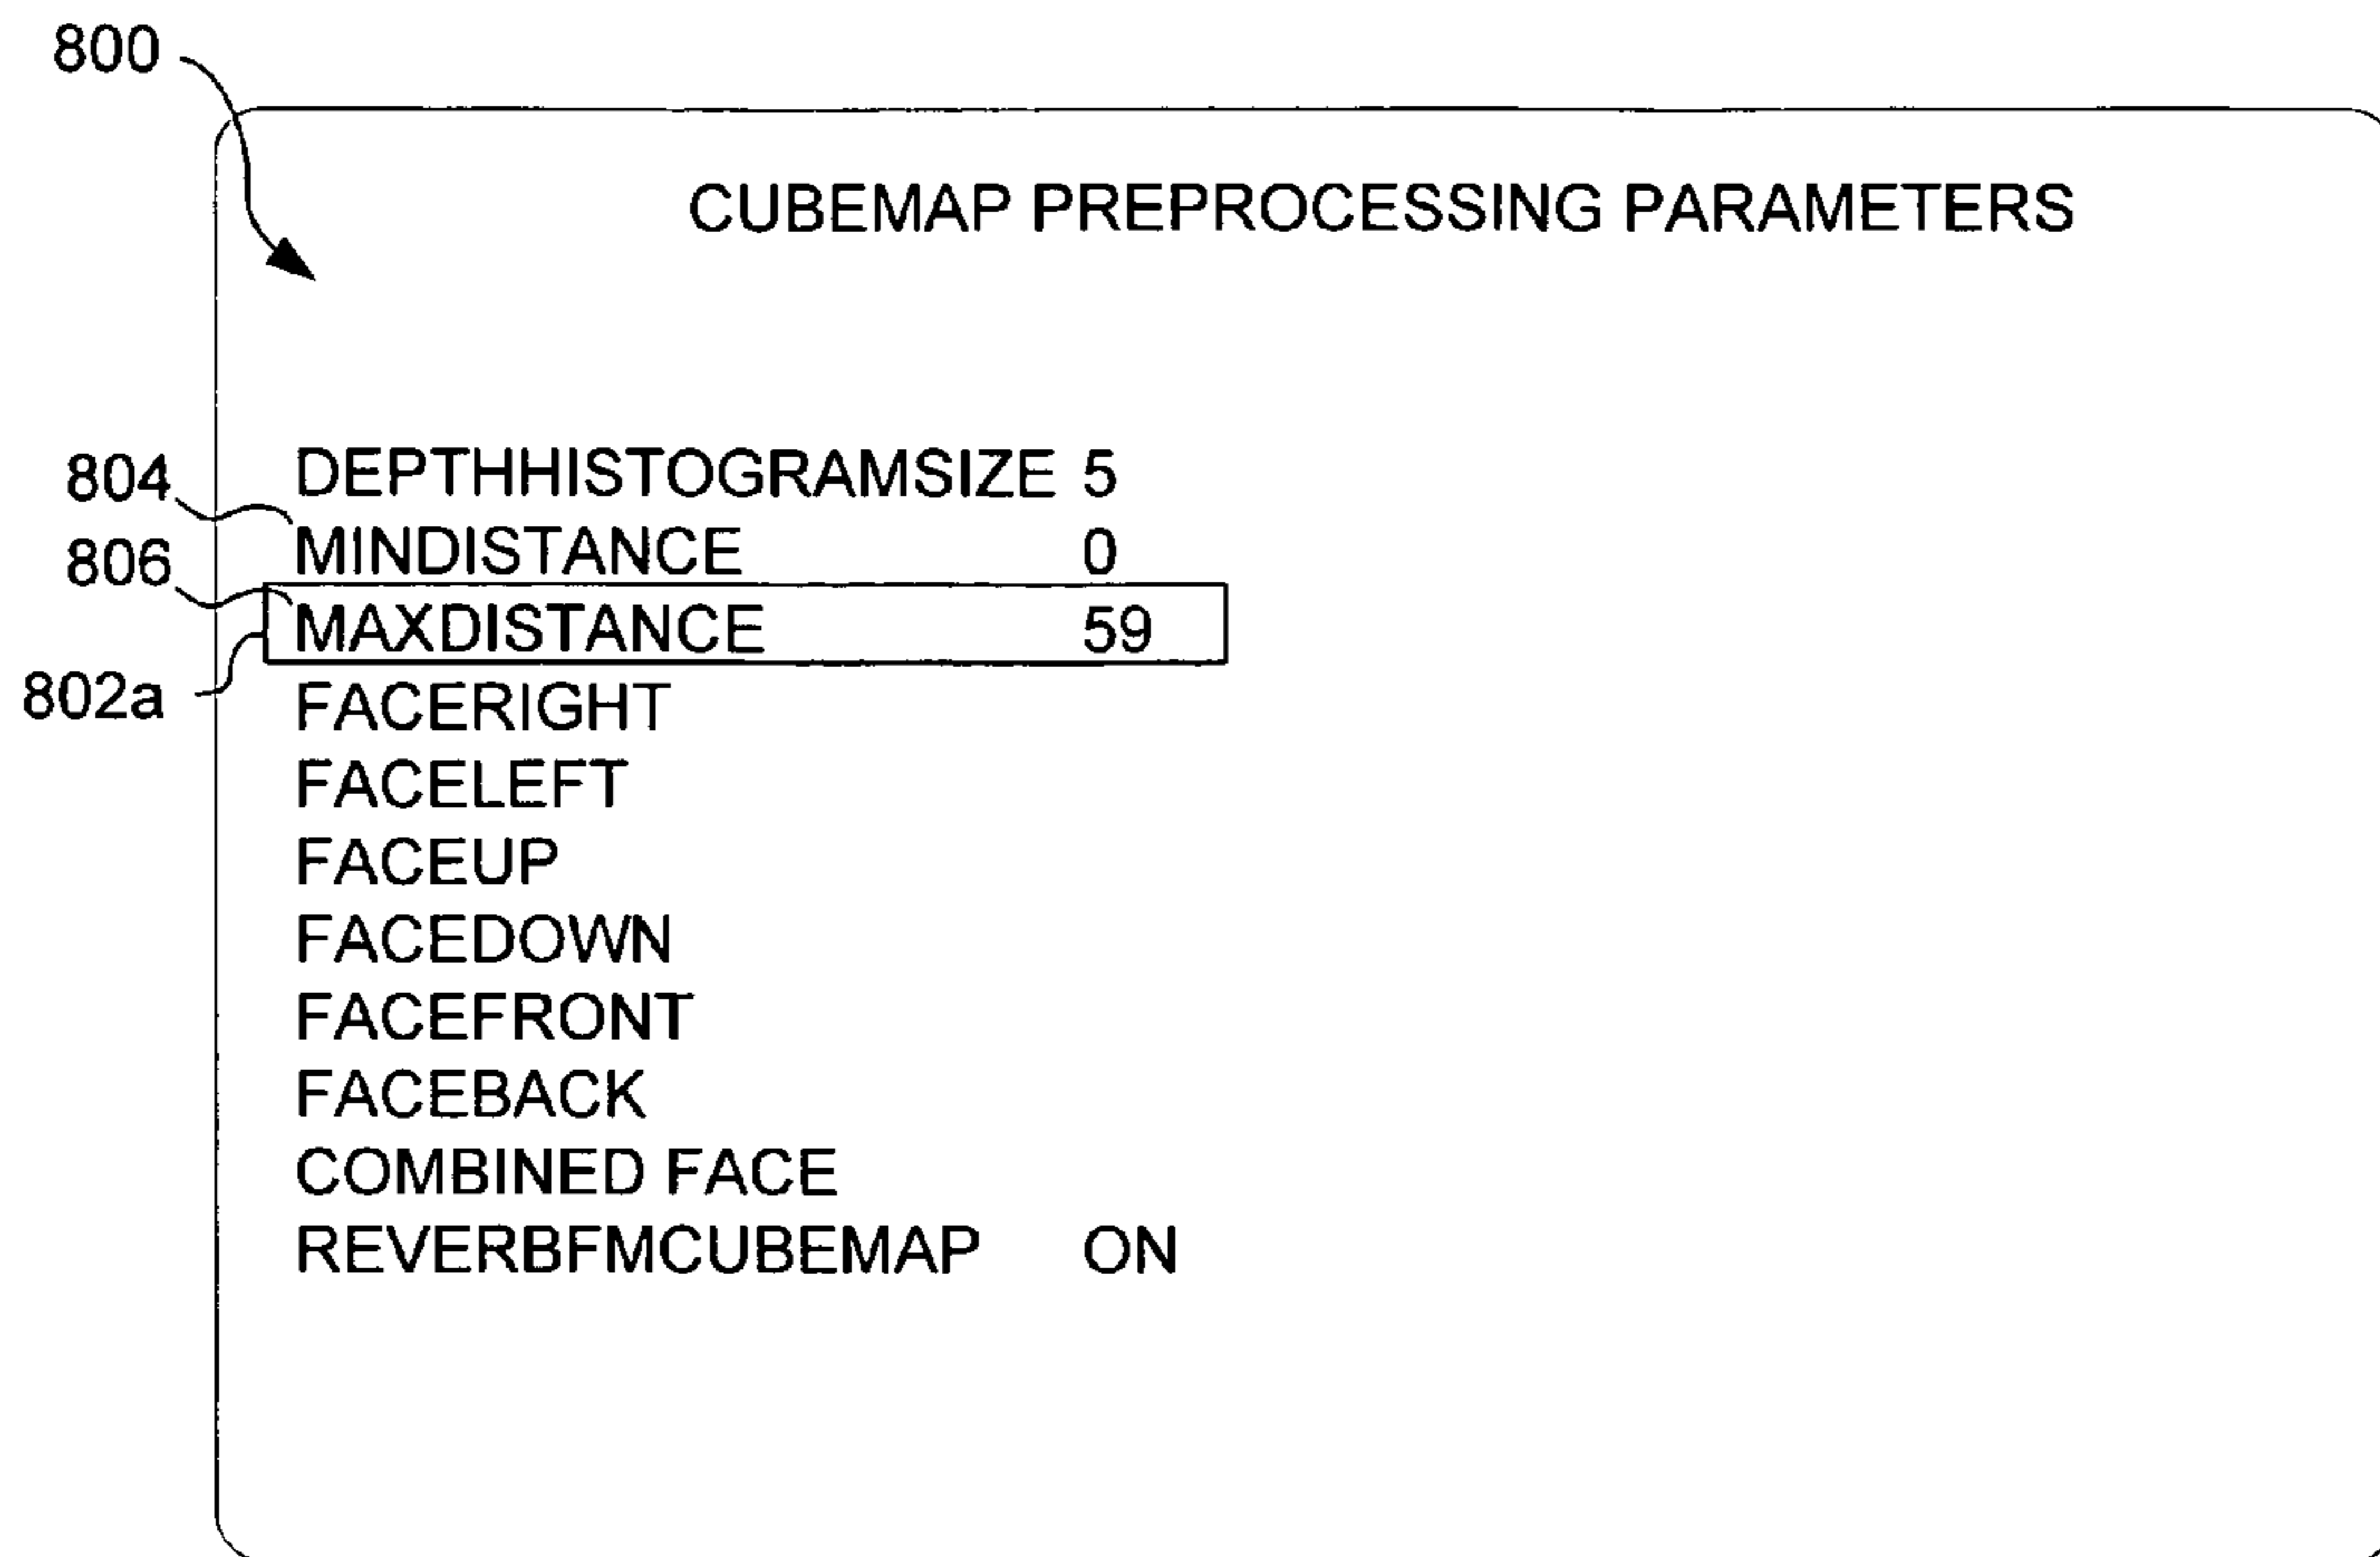 800
CUBEMAP PREPROCESSING PARAMETERS
DEPTHHISTOGRAMSIZE 5
804
MINDISTANCE 0
806
MAXDISTANCE 59
802a
FACERIGHT
FACELEFT
FACEUP
FACEDOWN
FACEFRONT
FACEBACK
COMBINED FACE
REVERBFMCUBEMAP ON